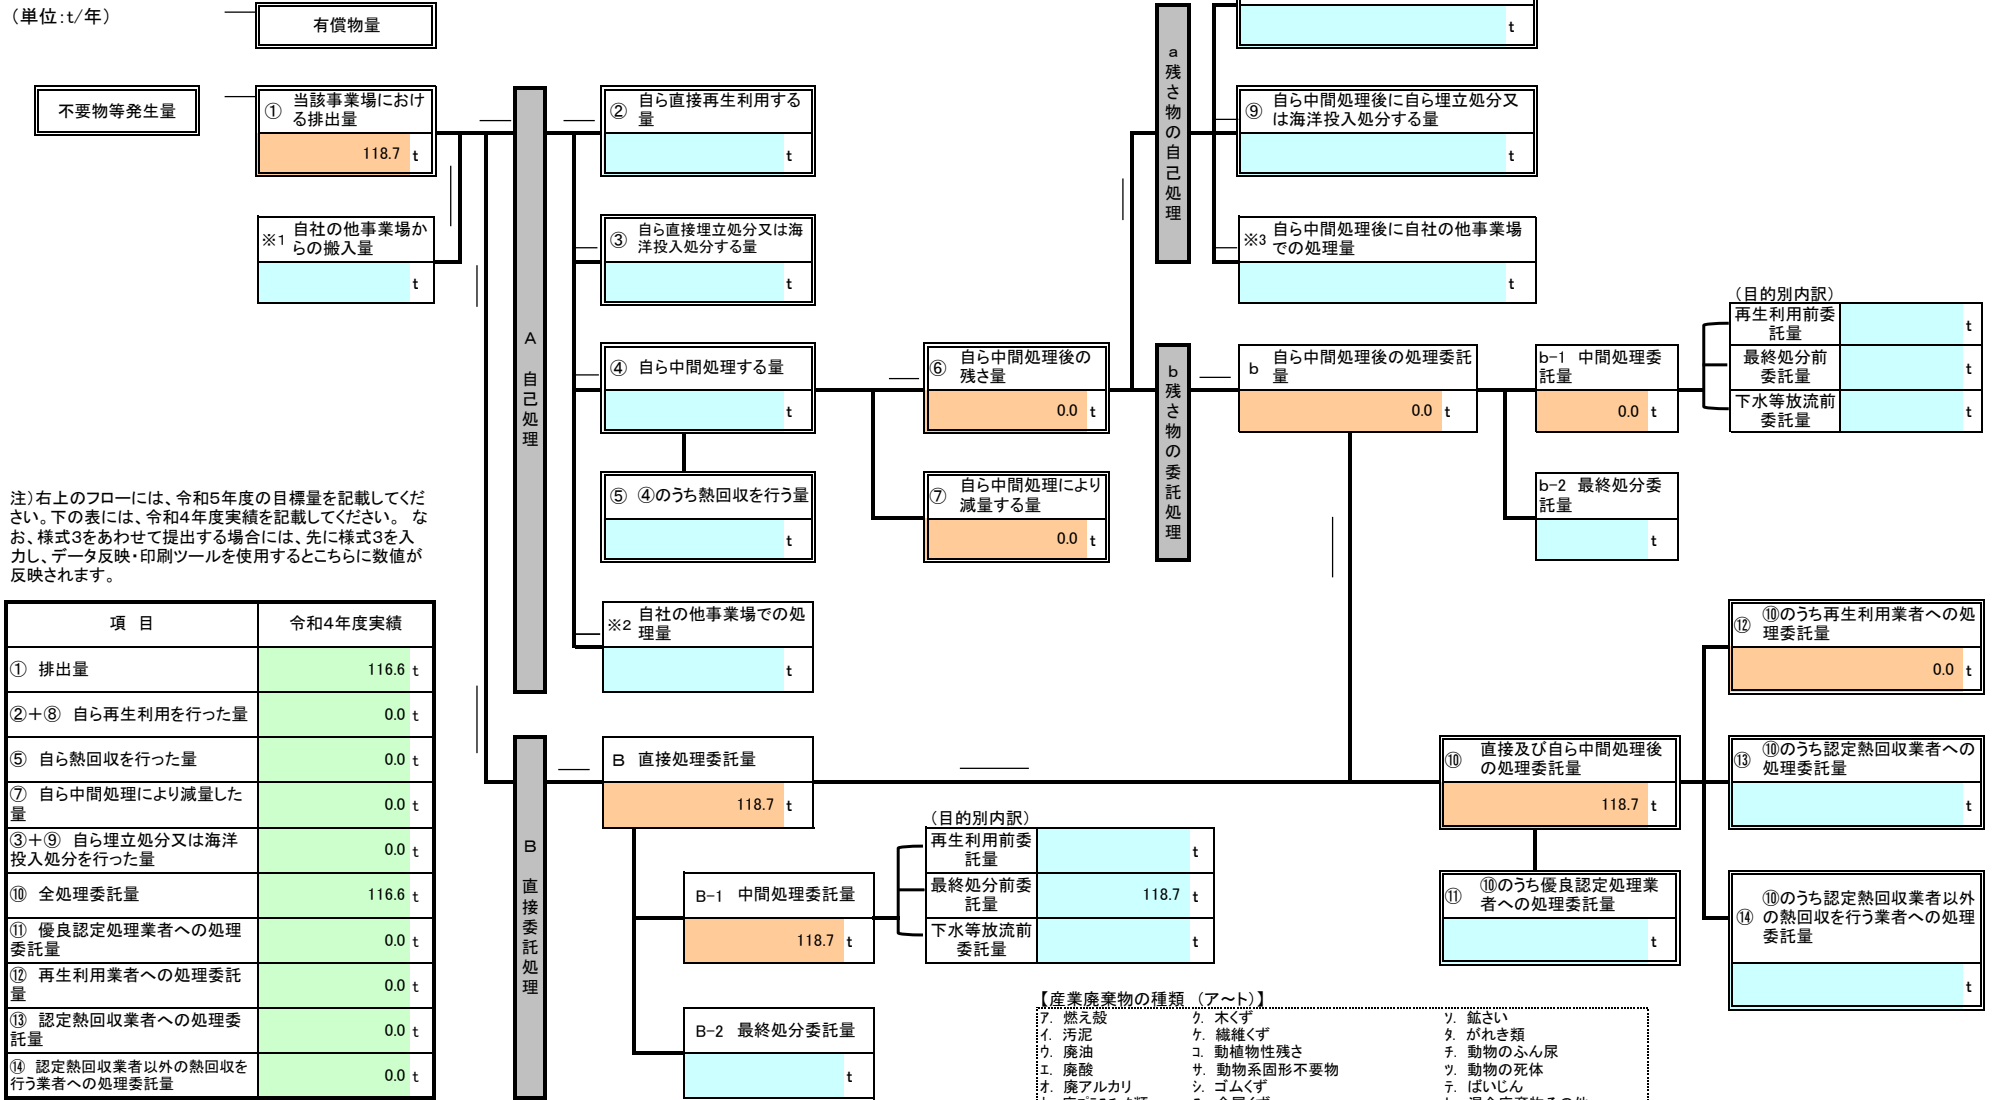 （単位：t/年）
有償物量
不要物等発生量
① 当該事業場におけ
る排出量
118.7 t
※1 自社の他事業場か
らの搬入量
t
A 自己処理
② 自ら直接再生利用する
量
t
③ 自ら直接埋立処分又は海
洋投入処分する量
t
④ 自ら中間処理する量
t
⑤ ④のうち熱回収を行う量
t
※2 自社の他事業場での処
理量
t
⑥ 自ら中間処理後の
残さ量
0.0 t
⑦ 自ら中間処理により
減量する量
0.0 t
a 残さ物の自己処理
t
⑨ 自ら中間処理後に自ら埋立処分又
は海洋投入処分する量
t
※3 自ら中間処理後に自社の他事業場
での処理量
t
b 残さ物の委託処理
b 自ら中間処理後の処理委託
量
0.0 t
b-1 中間処理委
託量
0.0 t
b-2 最終処分委
託量
t
（目的別内訳）
再生利用前委
託量
t
最終処分前
委託量
t
下水等放流前
委託量
t
注）右上のフローには、令和5年度の目標量を記載してくだ
さい。下の表には、令和4年度実績を記載してください。 な
お、様式3をあわせて提出する場合には、先に様式3を入
力し、データ反映・印刷ツールを使用するとこちらに数値が
反映されます。
項 目 令和4年度実績
① 排出量 116.6 t
②＋⑧ 自ら再生利用を行った量 0.0 t
⑤ 自ら熱回収を行った量 0.0 t
⑦ 自ら中間処理により減量した
量 0.0 t
③＋⑨ 自ら埋立処分又は海洋
投入処分を行った量 0.0 t
⑩ 全処理委託量 116.6 t
⑪ 優良認定処理業者への処理
委託量 0.0 t
⑫ 再生利用業者への処理委託
量 0.0 t
⑬ 認定熱回収業者への処理委
託量 0.0 t
⑭ 認定熱回収業者以外の熱回収を
行う業者への処理委託量 0.0 t
B 直接委託処理
B 直接処理委託量
118.7 t
B-1 中間処理委託量
118.7 t
B-2 最終処分委託量
t
（目的別内訳）
再生利用前委
託量
t
最終処分前委
託量
118.7 t
下水等放流前
委託量
t
⑩ 直接及び自ら中間処理後
の処理委託量
118.7 t
⑪ ⑩のうち優良認定処理業
者への処理委託量
t
⑫ ⑩のうち再生利用業者への処
理委託量
0.0 t
⑬ ⑩のうち認定熱回収業者への
処理委託量
t
⑭ ⑩のうち認定熱回収業者以外
の熱回収を行う業者への処理
委託量
t
【産業廃棄物の種類 （ア～ト）】
ｱ. 燃え殻 ｸ. 木くず ｿ. 鉱さい
ｲ. 汚泥 ｹ. 繊維くず ﾀ. がれき類
ｳ. 廃油 ｺ. 動植物性残さ ﾁ. 動物のふん尿
ｴ. 廃酸 ｻ. 動物系固形不要物 ﾂ. 動物の死体
ｵ. 廃アルカリ ｼ. ゴムくず ﾃ. ばいじん